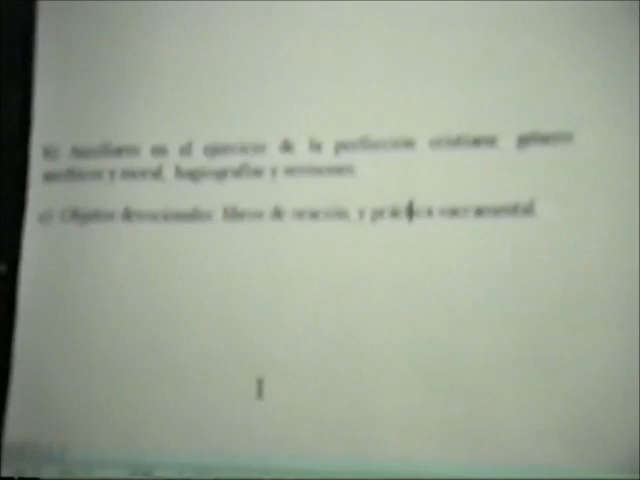 b) Auxiliares en el ejercicio de la perfección cristiana: género
ascético y moral, hagiografías y sermones.
c) Objetos devocionales: libros de oración, y práctica sacramental.